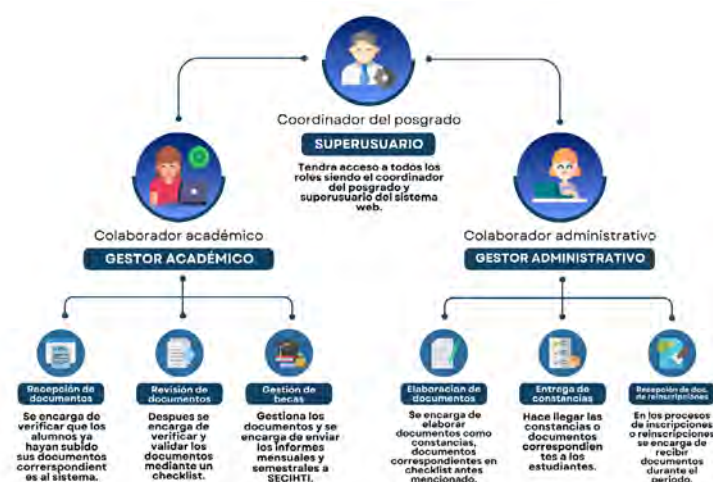 Coordinador del posgrado
SUPERUSUARIO
Tendra acceso a todos los
roles siendo el coordinador
del posgrado y
superusuario del sistema
web.
Colaborador académico
GESTOR ACADÉMICO
Colaborador administrativo
GESTOR ADMINISTRATIVO
Recepción de
documentos
Se encarga de
verificar que los
alumnos ya
hayan subido
sus documentos
correspondient
es al sistema.
Revisión de
documentos
Despues se
encarga de
verificar y
validar los
documentos
mediante un
checklist.
Gestión de
becas
Gestiona los
documentos y se
encarga de enviar
los informes
mensuales y
semestrales a
SECIHTI.
Elaboracion de
documentos
Se encarga de
elaborar
documentos como
constancias,
documentos
correspondientes en
checklist antes
mencionado.
Entrega de
constancias
Hace llegar las
constancias o
documentos
correspondien
tes a los
estudiantes.
Recepción de doc.
de reinscripciones
En los procesos
de inscripciones
o reinscripciones
se encarga de
recibir
documentos
durante el
periodo.